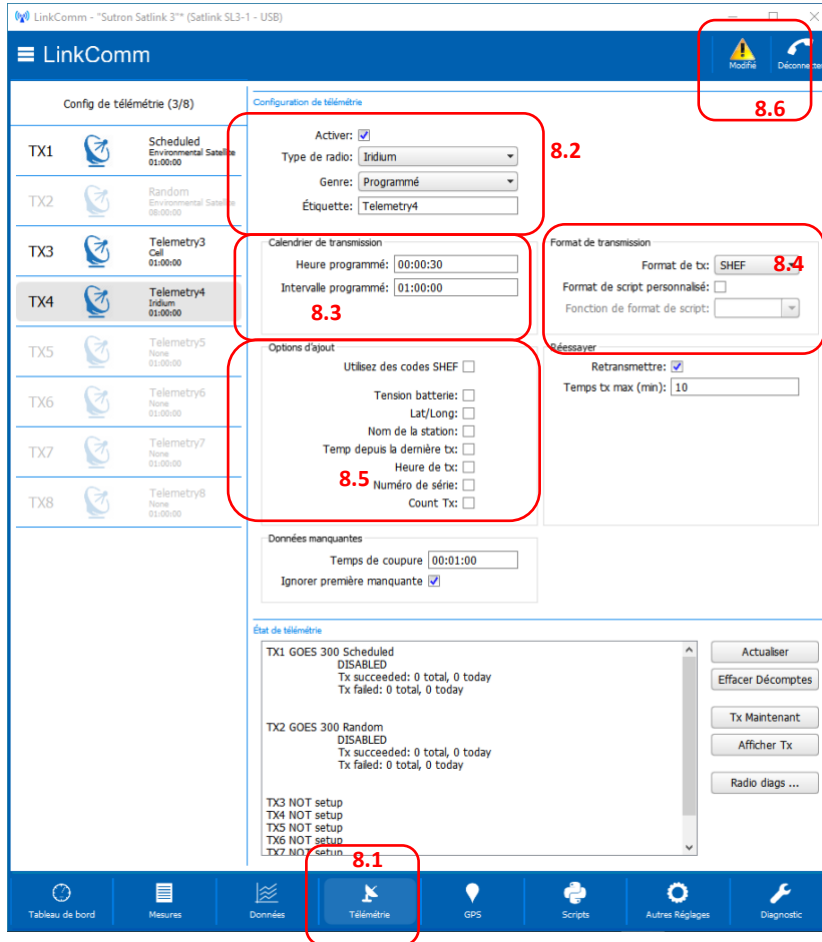 LinkComm - "Sutron Satlink 3"* (Satlink SL3-1 - USB)
LinkComm
Modifié
Déconnecter
8.6
Config de télémétrie (3/8)
TX1
Scheduled
Environmental Satellite
01:00:00
TX2
Random
Environmental Satellite
08:00:00
TX3
Telemetry3
Cell
01:00:00
TX4
Telemetry4
Iridium
01:00:00
TX5
Telemetry5
None
01:00:00
TX6
Telemetry6
None
01:00:00
TX7
Telemetry7
None
01:00:00
TX8
Telemetry8
None
01:00:00
Configuration de télémétrie
Activer:
Type de radio: Iridium
Genre: Programmé
Étiquette: Telemetry4
8.2
Calendrier de transmission
Heure programmé: 00:00:30
Intervalle programmé: 01:00:00
8.3
Format de transmission
Format de tx: SHEF
8.4
Format de script personnalisé:
Fonction de format de script:
Options d'ajout
Utilisez des codes SHEF
Tension batterie:
Lat/Long:
Nom de la station:
Temp depuis la dernière tx:
Heure de tx:
8.5
Numéro de série:
Count Tx:
Réessayer
Retransmettre:
Temps tx max (min): 10
Données manquantes
Temps de coupure 00:01:00
Ignorer première manquante
État de télémétrie
TX1 GOES 300 Scheduled
DISABLED
Tx succeeded: 0 total, 0 today
Tx failed: 0 total, 0 today
TX2 GOES 300 Random
DISABLED
Tx succeeded: 0 total, 0 today
Tx failed: 0 total, 0 today
TX3 NOT setup
TX4 NOT setup
TX5 NOT setup
TX6 NOT setup
TX7 NOT setup
Actualiser
Effacer Décomptes
Tx Maintenant
Afficher Tx
Radio diags ...
8.1
Tableau de bord
Mesures
Données
Télémétrie
GPS
Scripts
Autres Réglages
Diagnostic